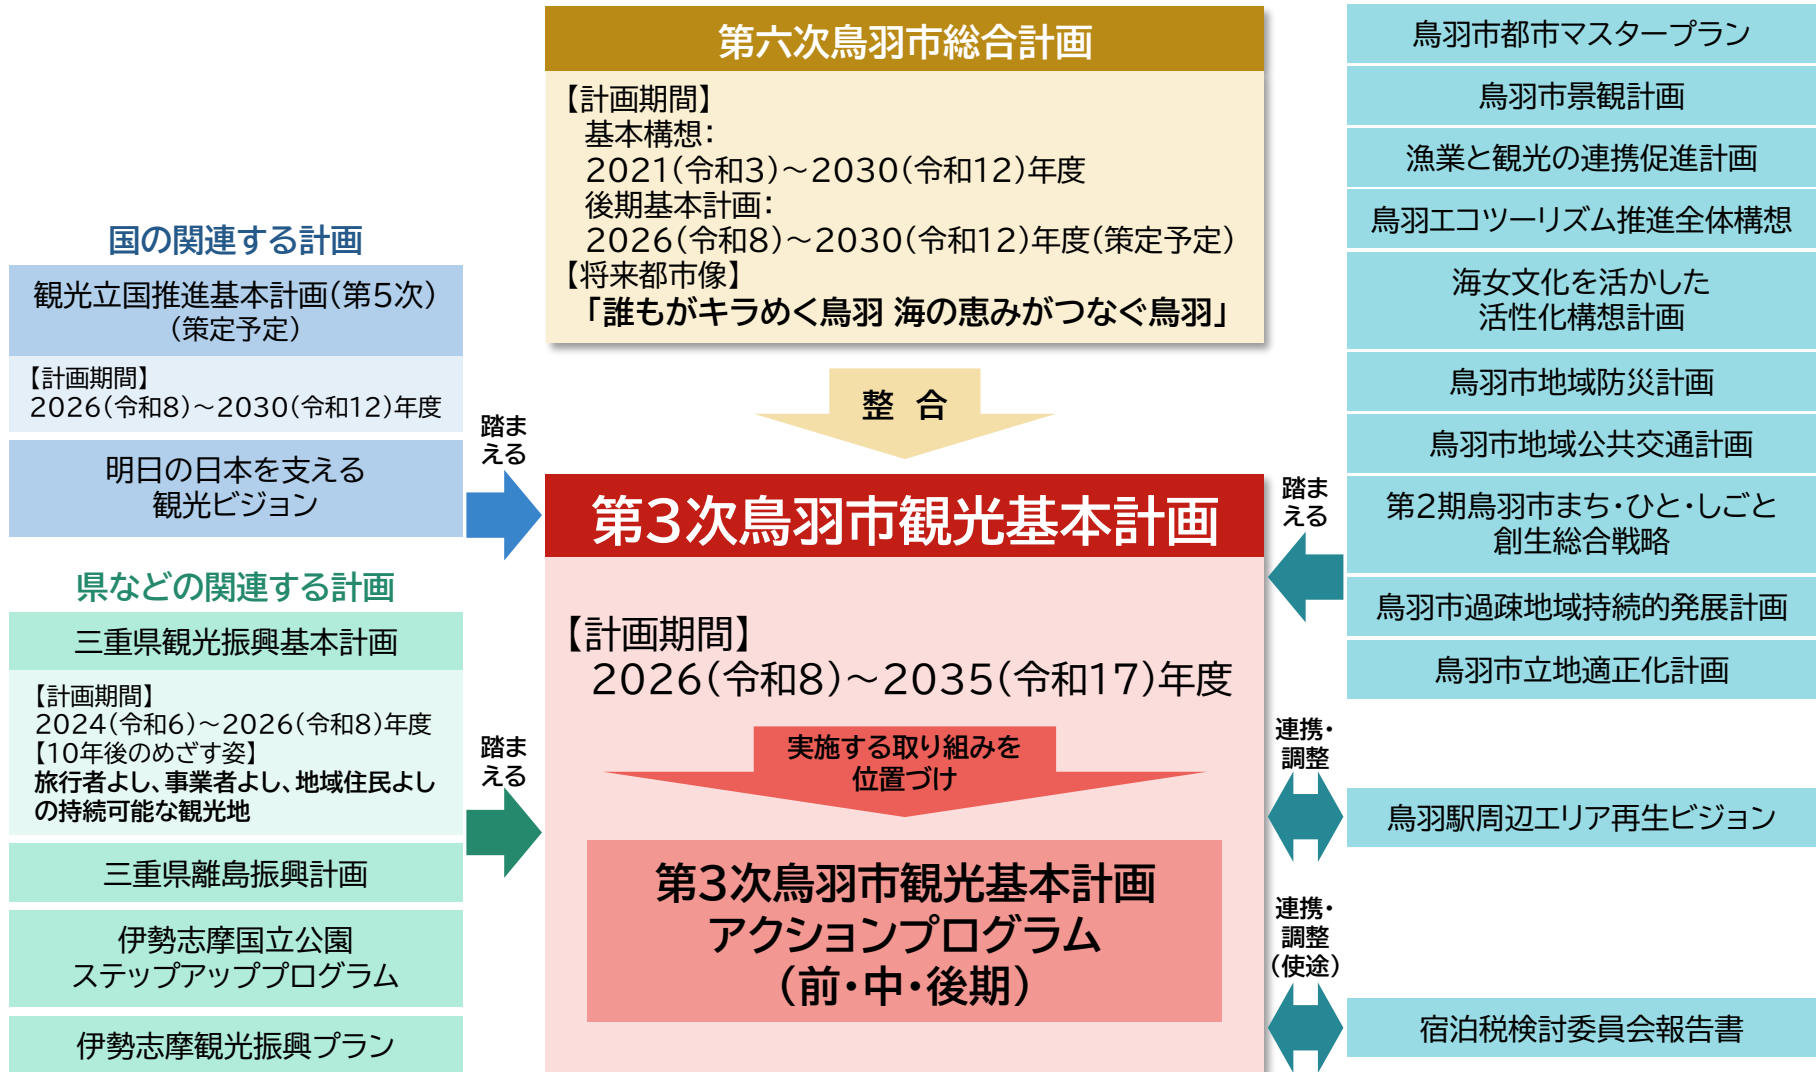 第六次鳥羽市総合計画
【計画期間】
基本構想：
2021（令和3）～2030（令和12）年度
後期基本計画：
2026（令和8）～2030（令和12）年度（策定予定）
【将来都市像】
「誰もがキラめく鳥羽 海の恵みがつなぐ鳥羽」
整 合
国の関連する計画
観光立国推進基本計画（第5次）
（策定予定）
【計画期間】
2026（令和8）～2030（令和12）年度
明日の日本を支える
観光ビジョン
踏ま
える
県などの関連する計画
三重県観光振興基本計画
【計画期間】
2024（令和6）～2026（令和8）年度
【10年後のめざす姿】
旅行者よし、事業者よし、地域住民よし
の持続可能な観光地
三重県離島振興計画
伊勢志摩国立公園
ステップアッププログラム
伊勢志摩観光振興プラン
踏ま
える
第3次鳥羽市観光基本計画
【計画期間】
2026（令和8）～2035（令和17）年度
実施する取り組みを
位置づけ
第3次鳥羽市観光基本計画
アクションプログラム
（前・中・後期）
鳥羽市都市マスタープラン
鳥羽市景観計画
漁業と観光の連携促進計画
鳥羽エコツーリズム推進全体構想
海女文化を活かした
活性化構想計画
鳥羽市地域防災計画
鳥羽市地域公共交通計画
第2期鳥羽市まち・ひと・しごと
創生総合戦略
鳥羽市過疎地域持続的発展計画
鳥羽市立地適正化計画
踏ま
える
連携・
調整
鳥羽駅周辺エリア再生ビジョン
連携・
調整
（使途）
宿泊税検討委員会報告書